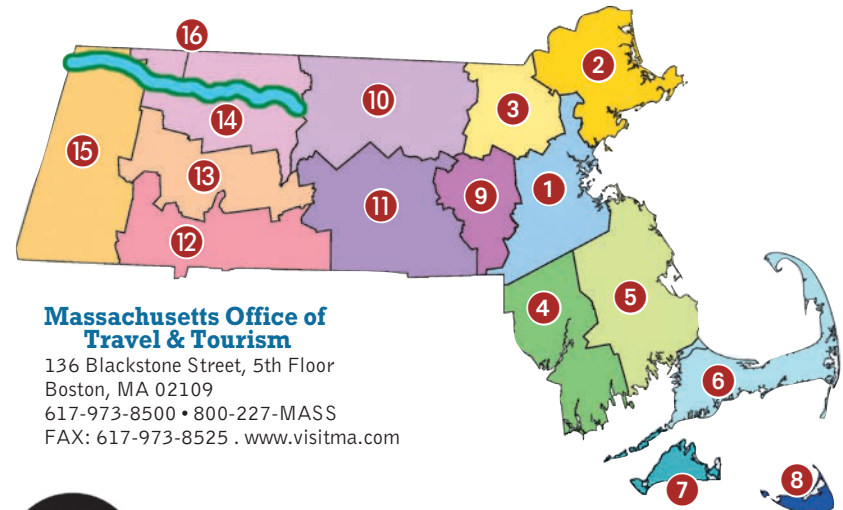 16
2
10
3
14
15
13
1
9
11
12
5
4
6
8
7
Massachusetts Office of
Travel & Tourism
136 Blackstone Street, 5th Floor
Boston, MA 02109
617-973-8500 • 800-227-MASS
FAX: 617-973-8525 . www.visitma.com